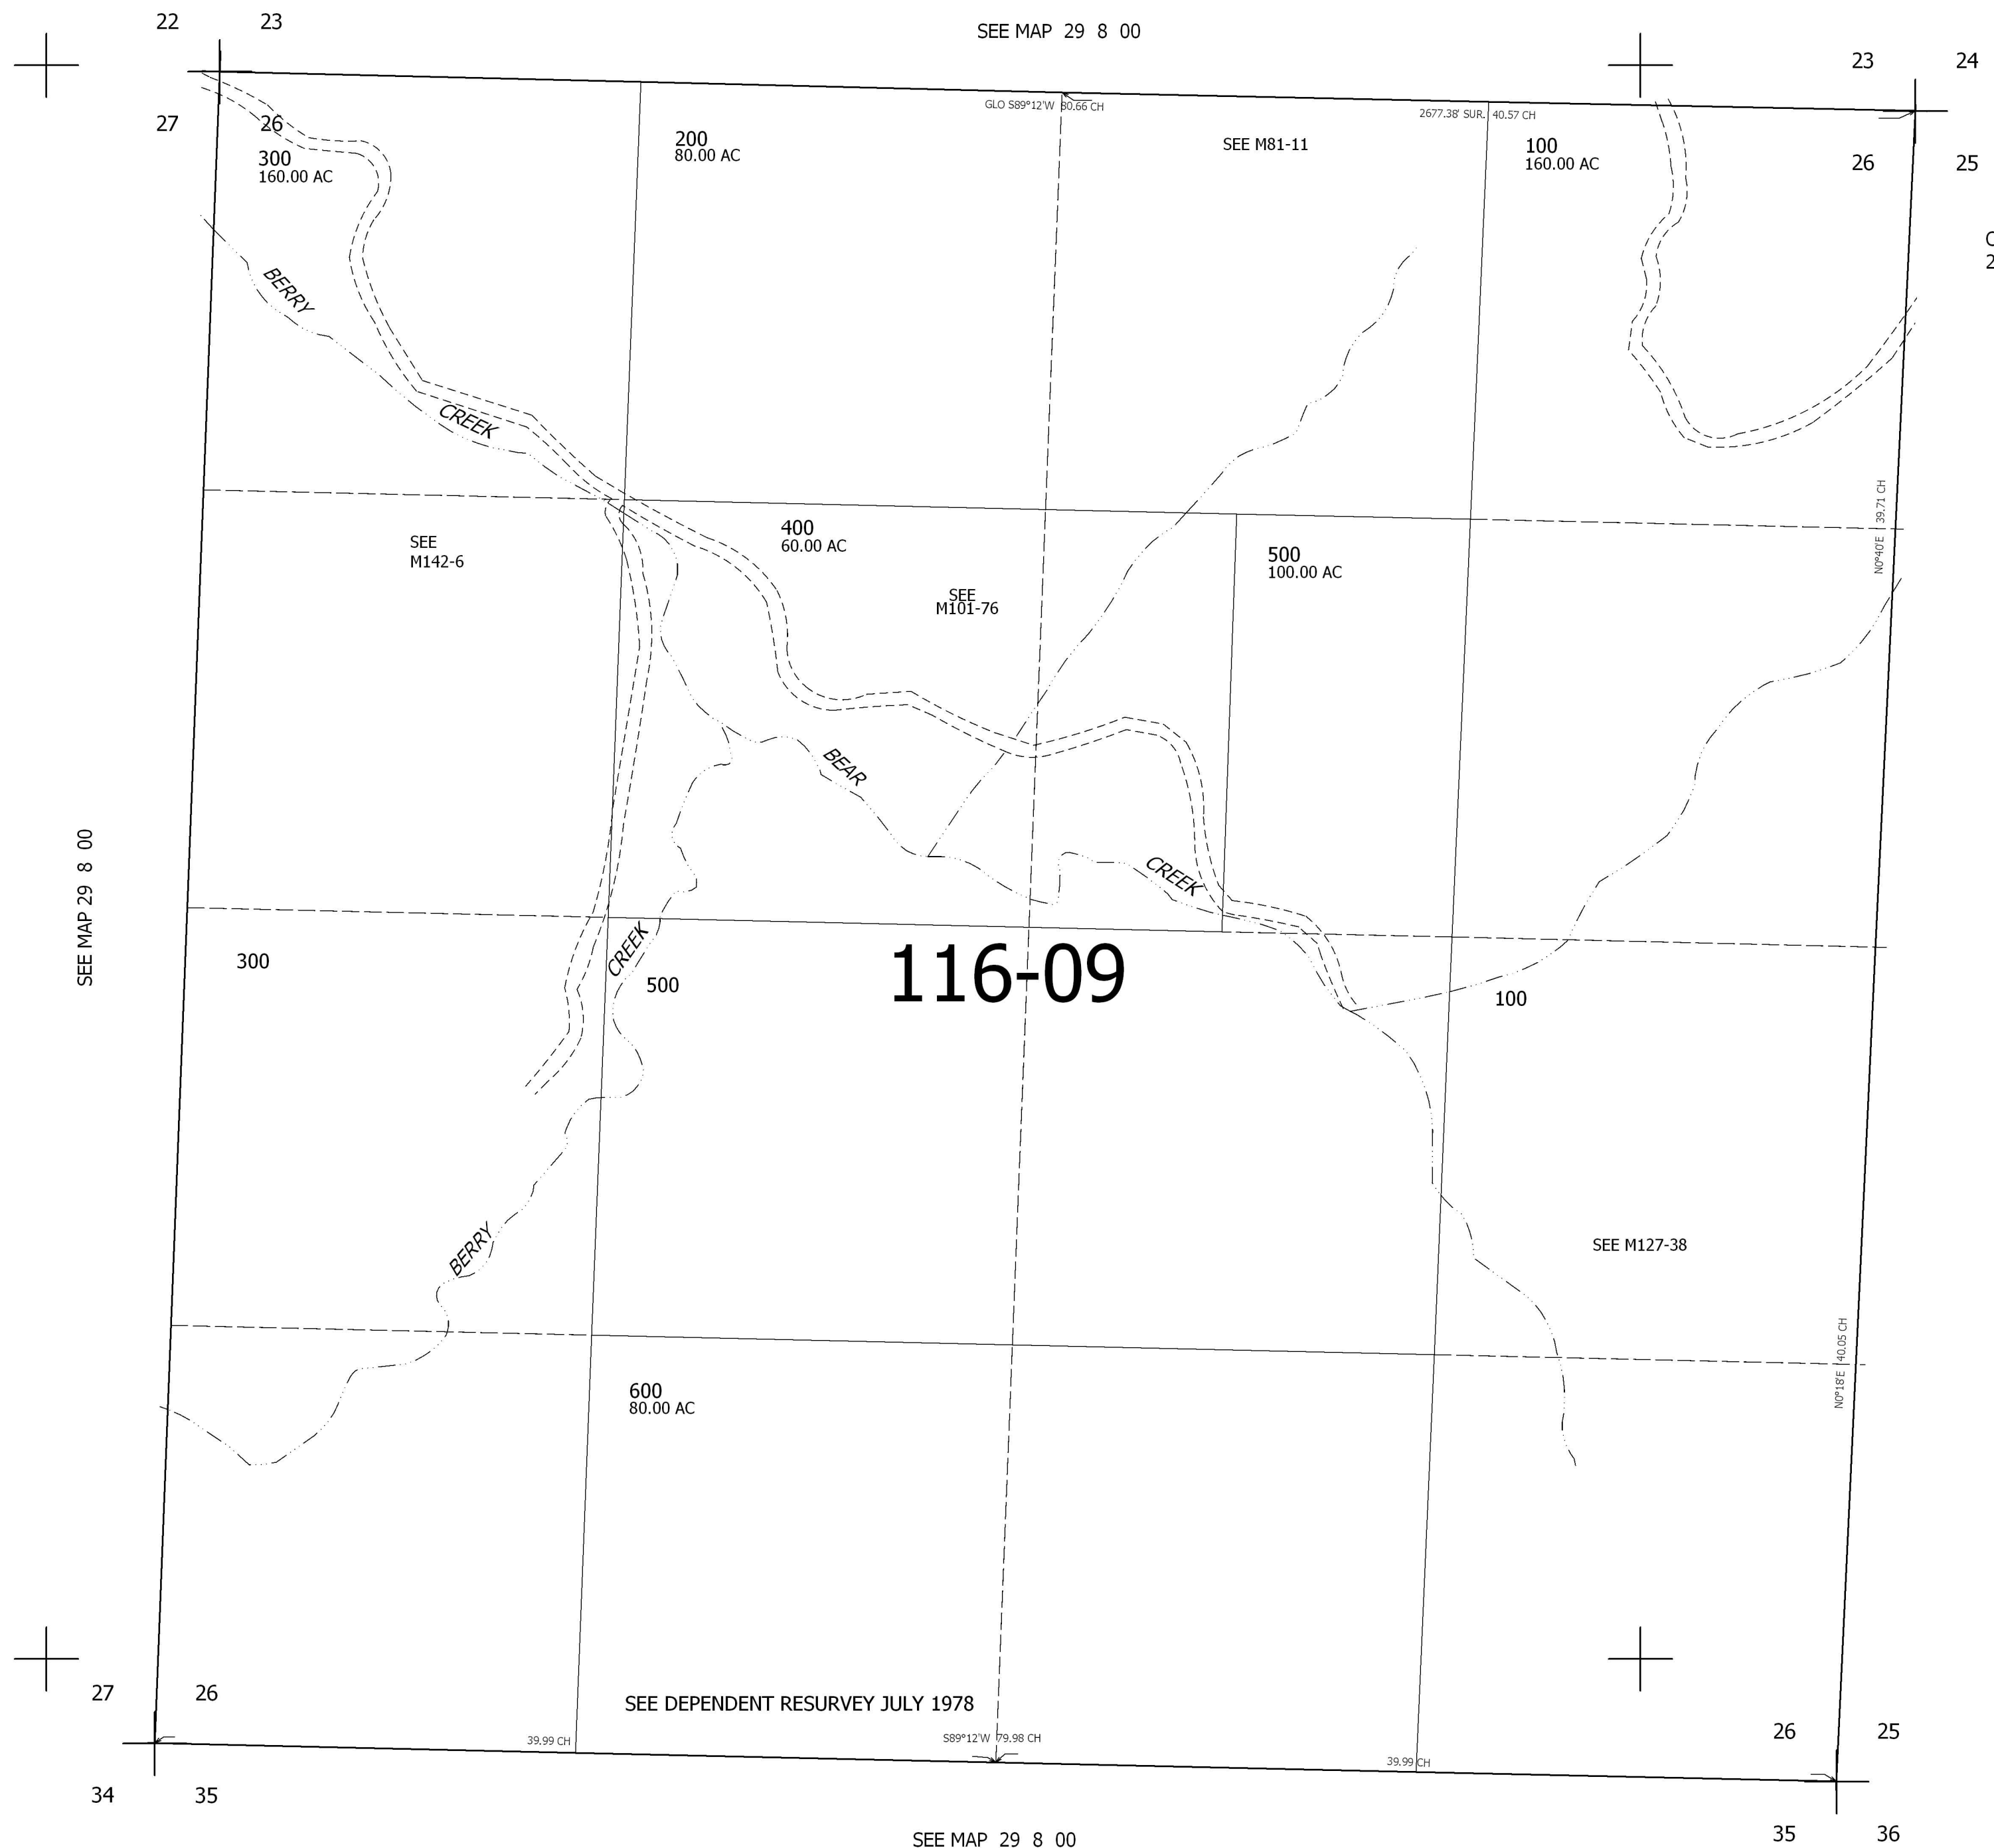 22 23
SEE MAP 29 8 00
23 24
27 26
GLO S89°12'W 80.66 CH
2677.38' SUR. 40.57 CH
26 25
300
160.00 AC
200
80.00 AC
SEE M81-11
100
160.00 AC
BERRY
CREEK
N0°40'E 39.71 CH
SEE
M142-6
400
60.00 AC
500
100.00 AC
SEE
M101-76
BEAR
CREEK
SEE MAP 29 8 00
300
CREEK
500
116-09
100
BERRY
SEE M127-38
N0°18'E 40.05 CH
600
80.00 AC
27 26
SEE DEPENDENT RESURVEY JULY 1978
26 25
39.99 CH
S89°12'W 79.98 CH
39.99 CH
34 35
35 36
SEE MAP 29 8 00